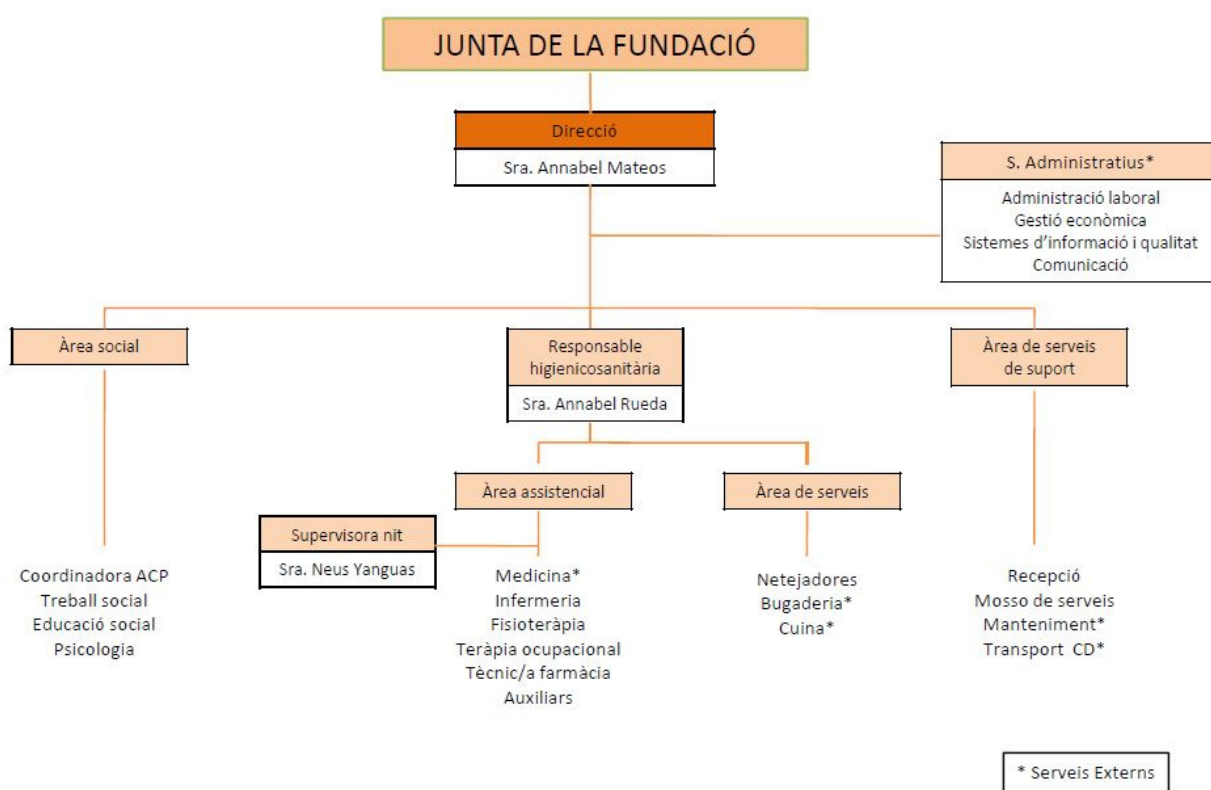 JUNTA DE LA FUNDACIÓ
Direcció
Sra. Annabel Mateos
S. Administratius*
Administració laboral
Gestió econòmica
Sistemes d'informació i qualitat
Comunicació
Àrea social
Responsable
higienicosanitària
Sra. Annabel Rueda
Àrea de serveis
de suport
Àrea assistencial
Àrea de serveis
Supervisora nit
Sra. Neus Yanguas
Coordinadora ACP
Treball social
Educació social
Psicologia
Medicina*
Infermeria
Fisioteràpia
Teràpia ocupacional
Tècnic/a farmàcia
Auxiliars
Netejadores
Bugaderia*
Cuina*
Recepció
Mosso de serveis
Manteniment*
Transport CD*
* Serveis Externs